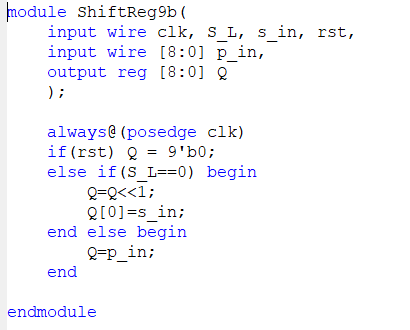 module ShiftReg9b(
    input wire clk, S_L, s_in, rst,
    input wire [8:0] p_in,
    output reg [8:0] Q
    );

    always@(posedge clk)
    if(rst) Q = 9'b0;
    else if(S_L==0) begin
        Q=Q<<1;
        Q[0]=s_in;
    end else begin
        Q=p_in;
    end

endmodule